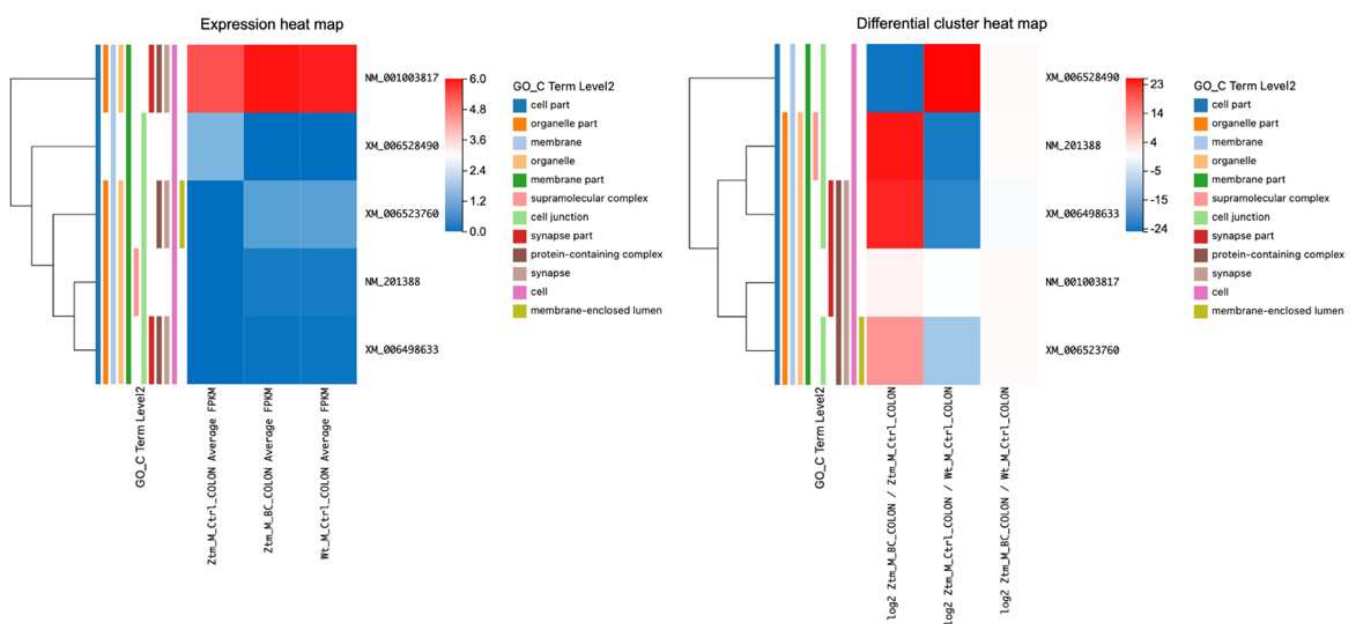 Expression heat map
NM_001003817
XM_006528490
XM_006523760
NM_201388
XM_006498633
6.0
4.8
3.6
2.4
1.2
0.0
GO_C Term Level2
cell part
organelle part
membrane
organelle
membrane part
supramolecular complex
cell junction
synapse part
protein-containing complex
synapse
cell
membrane-enclosed lumen
GO_C Term Level2
Ztm_M_Ctrl_COLON Average FPKM
Ztm_M_BC_COLON Average FPKM
Wt_M_Ctrl_COLON Average FPKM
Differential cluster heat map
XM_006528490
NM_201388
XM_006498633
NM_001003817
XM_006523760
23
14
4
-5
-15
-24
GO_C Term Level2
cell part
organelle part
membrane
organelle
membrane part
supramolecular complex
cell junction
synapse part
protein-containing complex
synapse
cell
membrane-enclosed lumen
GO_C Term Level2
log2 Ztm_M_BC_COLON / Ztm_M_Ctrl_COLON
log2 Ztm_M_Ctrl_COLON / Wt_M_Ctrl_COLON
log2 Ztm_M_BC_COLON / Wt_M_Ctrl_COLON